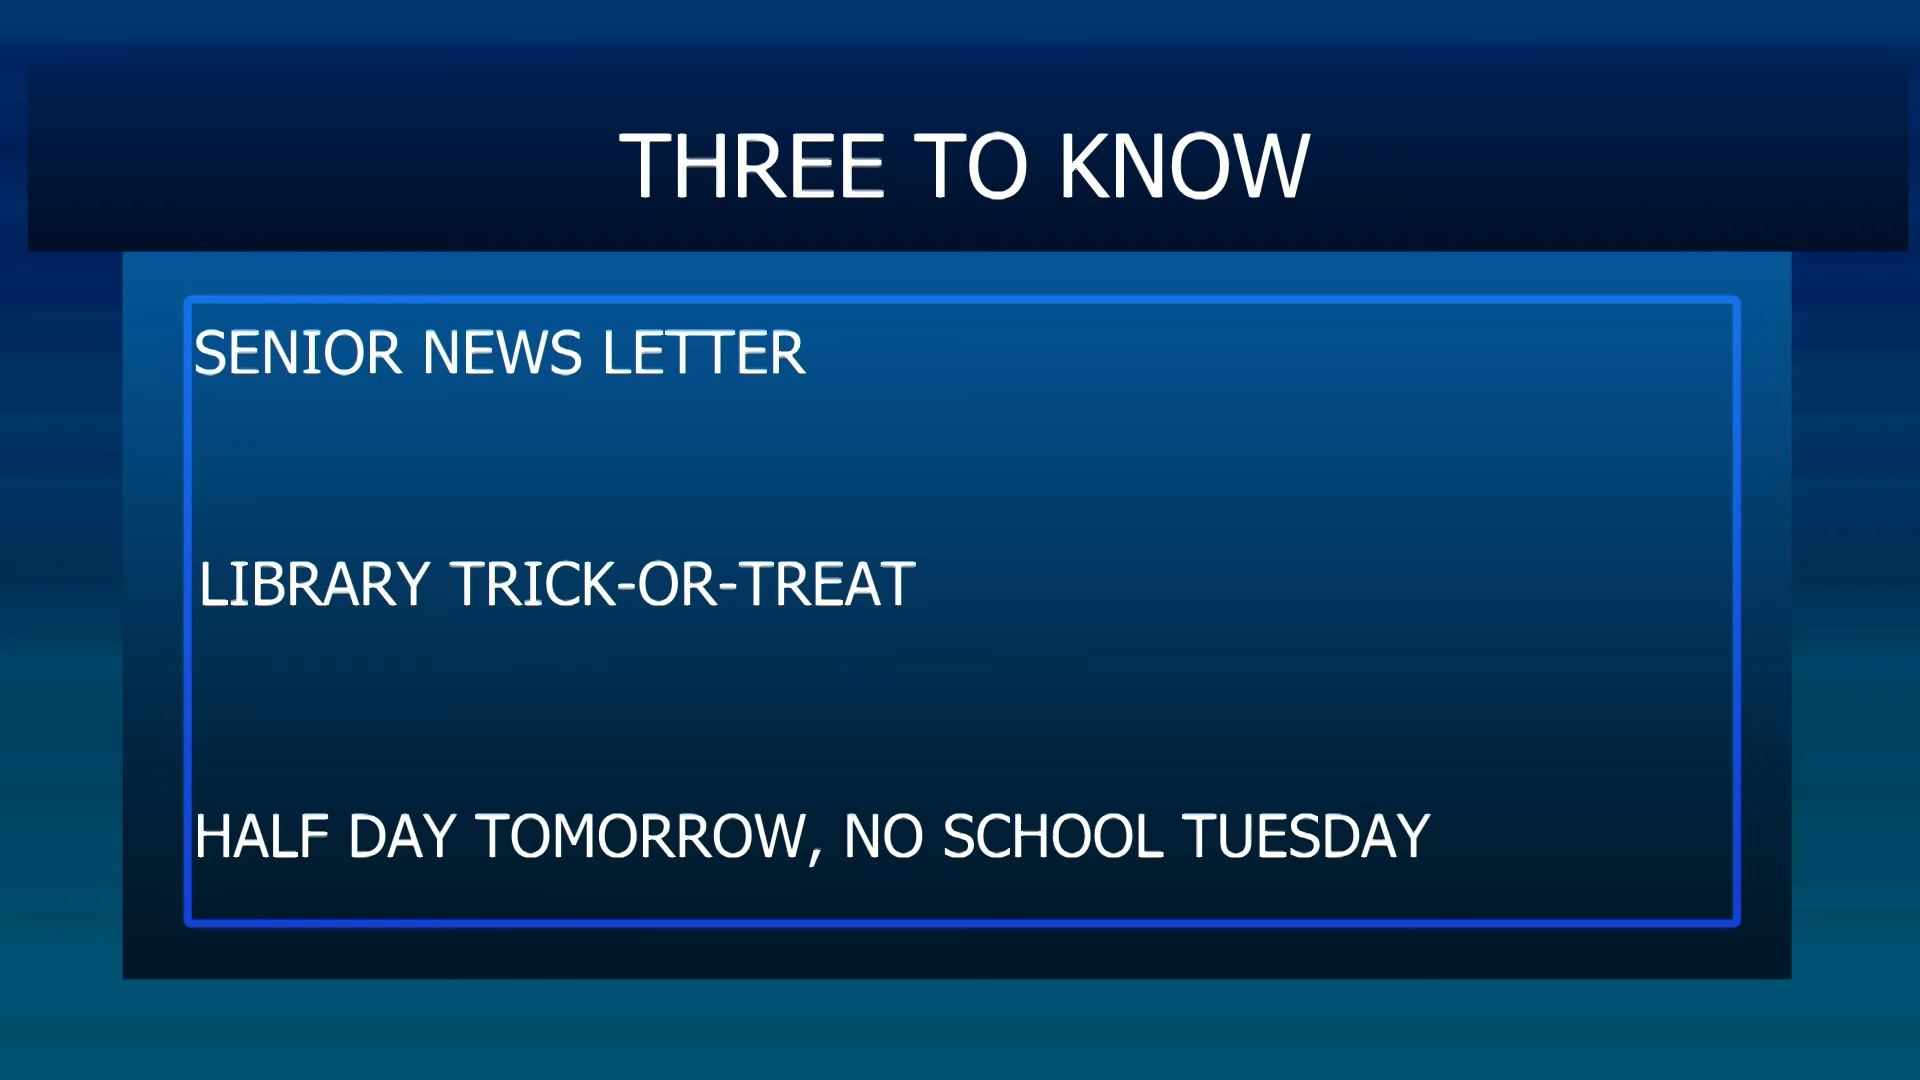 THREE TO KNOW
SENIOR NEWS LETTER
LIBRARY TRICK-OR-TREAT
HALF DAY TOMORROW, NO SCHOOL TUESDAY